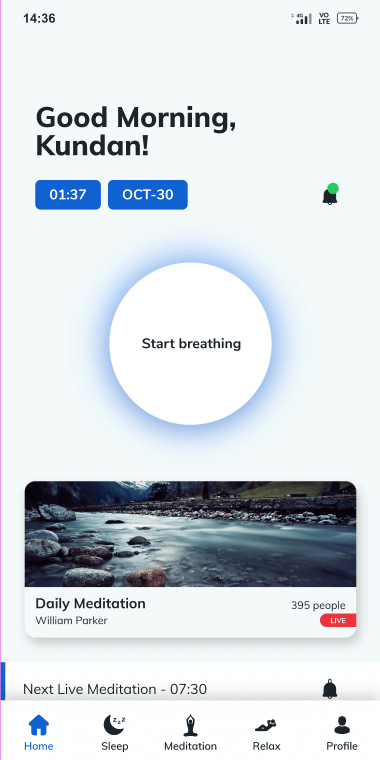 14:36
4G
VO
LTE
72%
Good Morning,
Kundan!
01:37
OCT-30
Start breathing
Daily Meditation
395 people
William Parker
LIVE
Next Live Meditation - 07:30
z z z
Home
Sleep
Meditation
Relax
Profile